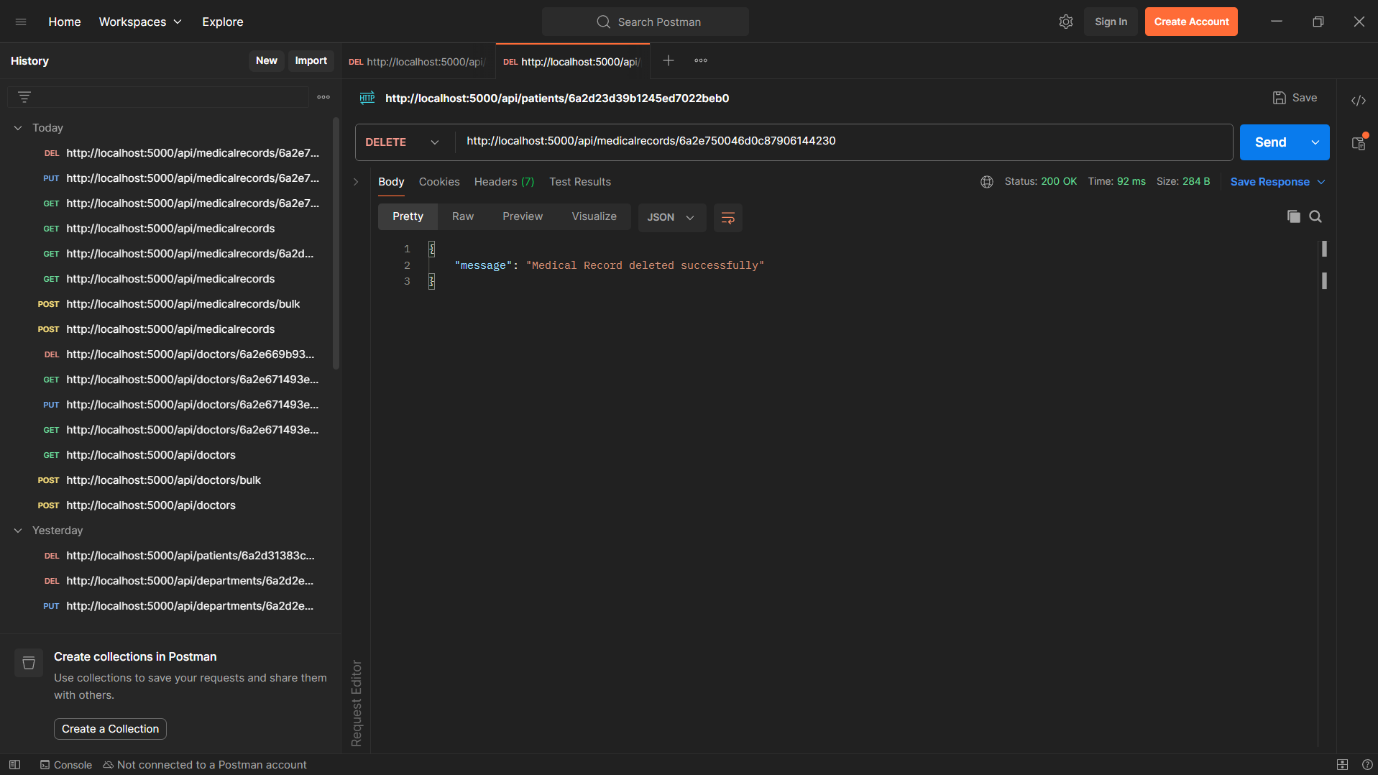 Home Workspaces Explore Search Postman Sign In Create Account
History New Import
DEL http://localhost:5000/api/ DEL http://localhost:5000/api/
http://localhost:5000/api/patients/6a2d23d39b1245ed7022beb0 Save
Today
DEL http://localhost:5000/api/medicalrecords/6a2e7...
PUT http://localhost:5000/api/medicalrecords/6a2e7...
GET http://localhost:5000/api/medicalrecords/6a2e7...
GET http://localhost:5000/api/medicalrecords
GET http://localhost:5000/api/medicalrecords/6a2d...
GET http://localhost:5000/api/medicalrecords
POST http://localhost:5000/api/medicalrecords/bulk
POST http://localhost:5000/api/medicalrecords
DEL http://localhost:5000/api/doctors/6a2e669b93...
GET http://localhost:5000/api/doctors/6a2e671493e...
PUT http://localhost:5000/api/doctors/6a2e671493e...
GET http://localhost:5000/api/doctors/6a2e671493e...
GET http://localhost:5000/api/doctors
POST http://localhost:5000/api/doctors/bulk
POST http://localhost:5000/api/doctors
Yesterday
DEL http://localhost:5000/api/patients/6a2d31383c...
DEL http://localhost:5000/api/departments/6a2d2e...
PUT http://localhost:5000/api/departments/6a2d2e...
Create collections in Postman
Use collections to save your requests and share them
with others.
Create a Collection
HTTP
DELETE http://localhost:5000/api/medicalrecords/6a2e750046d0c87906144230 Send
Body Cookies Headers (7) Test Results Status: 200 OK Time: 92 ms Size: 284 B Save Response
Pretty Raw Preview Visualize JSON
1 {
2 "message": "Medical Record deleted successfully"
3 }
Request Editor
Console Not connected to a Postman account